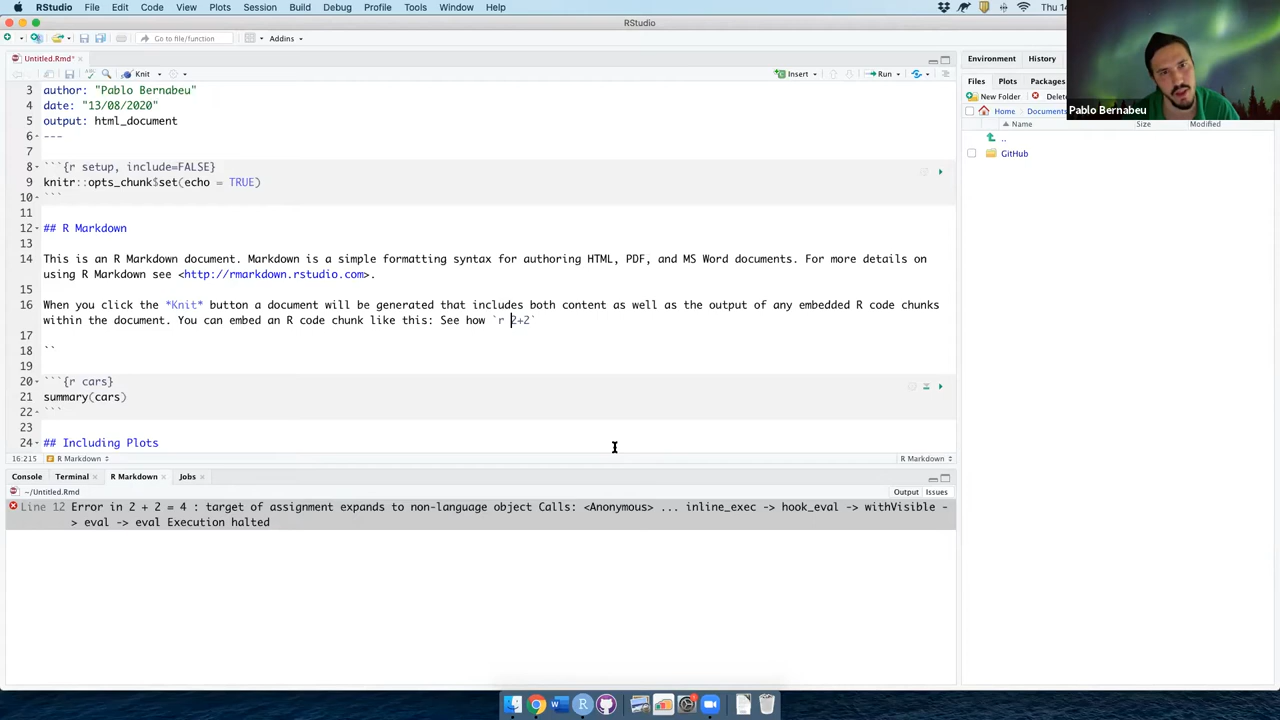 RStudio File Edit Code View Plots Session Build Debug Profile Tools Window Help Thu 14
RStudio
Go to file/function Addins
Untitled.Rmd*
Knit Insert Run
3 author: "Pablo Bernabeu"
4 date: "13/08/2020"
5 output: html_document
6 ---
7
8 ```{r setup, include=FALSE}
9 knitr::opts_chunk$set(echo = TRUE)
10 ```
11
12 ## R Markdown
13
14 This is an R Markdown document. Markdown is a simple formatting syntax for authoring HTML, PDF, and MS Word documents. For more details on
using R Markdown see <http://rmarkdown.rstudio.com>.
15
16 When you click the *Knit* button a document will be generated that includes both content as well as the output of any embedded R code chunks
within the document. You can embed an R code chunk like this: See how `r 2+2`
17
18 ``
19
20 ```{r cars}
21 summary(cars)
22 ```
23
24 ## Including Plots
16:215 R Markdown R Markdown
Console Terminal R Markdown Jobs
~/Untitled.Rmd Output Issues
Line 12 Error in 2 + 2 = 4 : target of assignment expands to non-language object Calls: <Anonymous> ... inline_exec -> hook_eval -> withVisible -
> eval -> eval Execution halted
Environment History
Files Plots Packages
New Folder Delete
Home Documents
Name Size Modified
..
GitHub
Pablo Bernabeu